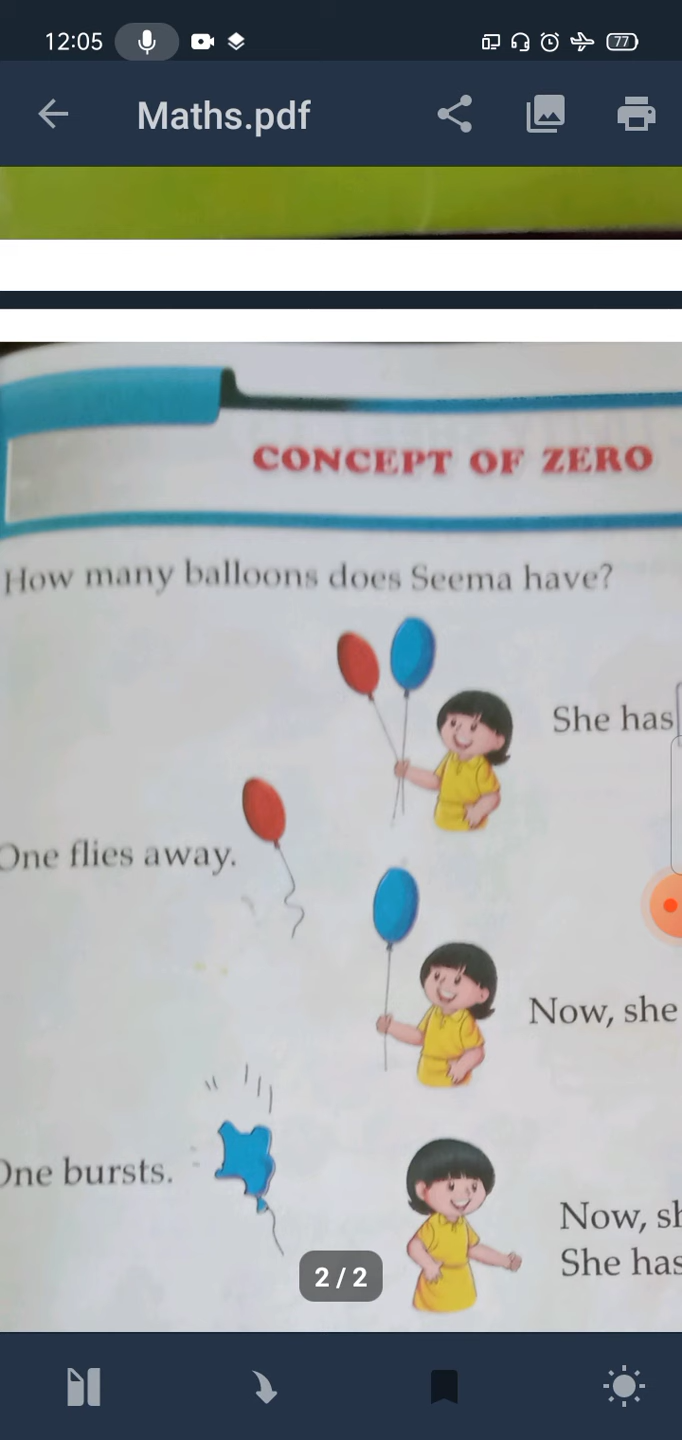 12:05
77
Maths.pdf
CONCEPT OF ZERO
How many balloons does Seema have?
She has
One flies away.
Now, she
One bursts.
Now, sh
She has
2 / 2